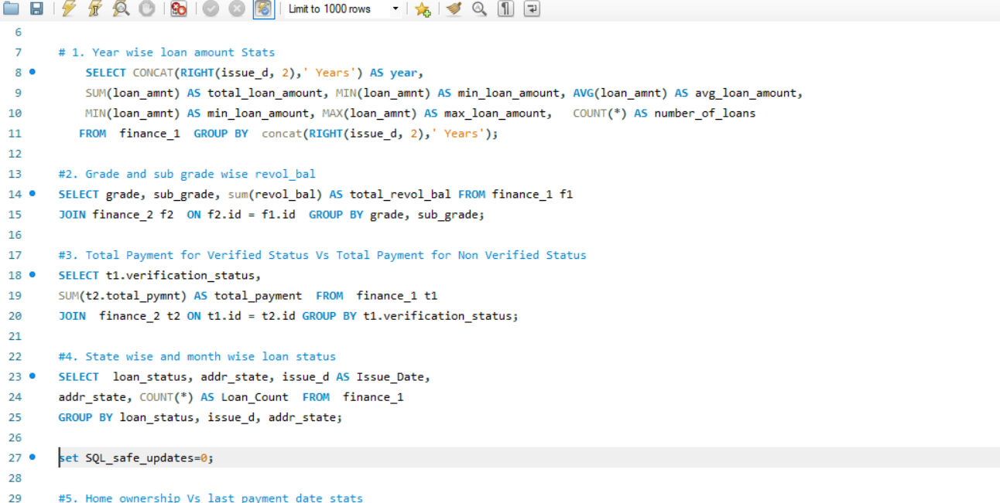 Limit to 1000 rows
6
7 # 1. Year wise loan amount Stats
8 SELECT CONCAT(RIGHT(issue_d, 2),' Years') AS year,
9 SUM(loan_amnt) AS total_loan_amount, MIN(loan_amnt) AS min_loan_amount, AVG(loan_amnt) AS avg_loan_amount,
10 MIN(loan_amnt) AS min_loan_amount, MAX(loan_amnt) AS max_loan_amount, COUNT(*) AS number_of_loans
11 FROM finance_1 GROUP BY concat(RIGHT(issue_d, 2),' Years');
12
13 #2. Grade and sub grade wise revol_bal
14 SELECT grade, sub_grade, sum(revol_bal) AS total_revol_bal FROM finance_1 f1
15 JOIN finance_2 f2 ON f2.id = f1.id GROUP BY grade, sub_grade;
16
17 #3. Total Payment for Verified Status Vs Total Payment for Non Verified Status
18 SELECT t1.verification_status,
19 SUM(t2.total_pymnt) AS total_payment FROM finance_1 t1
20 JOIN finance_2 t2 ON t1.id = t2.id GROUP BY t1.verification_status;
21
22 #4. State wise and month wise loan status
23 SELECT loan_status, addr_state, issue_d AS Issue_Date,
24 addr_state, COUNT(*) AS Loan_Count FROM finance_1
25 GROUP BY loan_status, issue_d, addr_state;
26
27 set SQL_safe_updates=0;
28
29 #5. Home ownership Vs last payment date stats